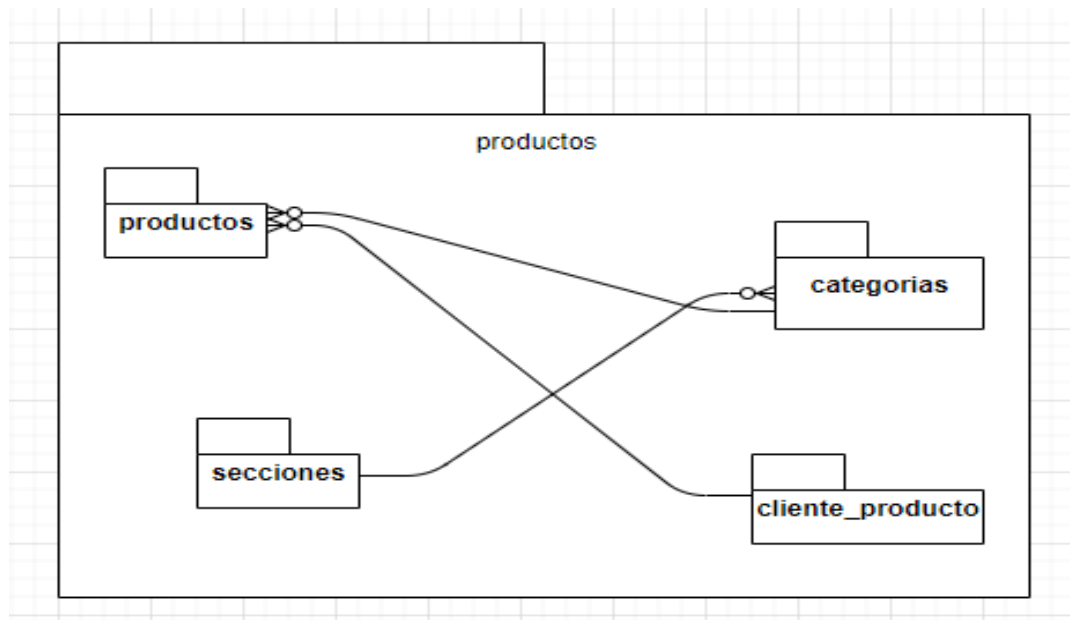 productos
productos
categorias
secciones
cliente_producto